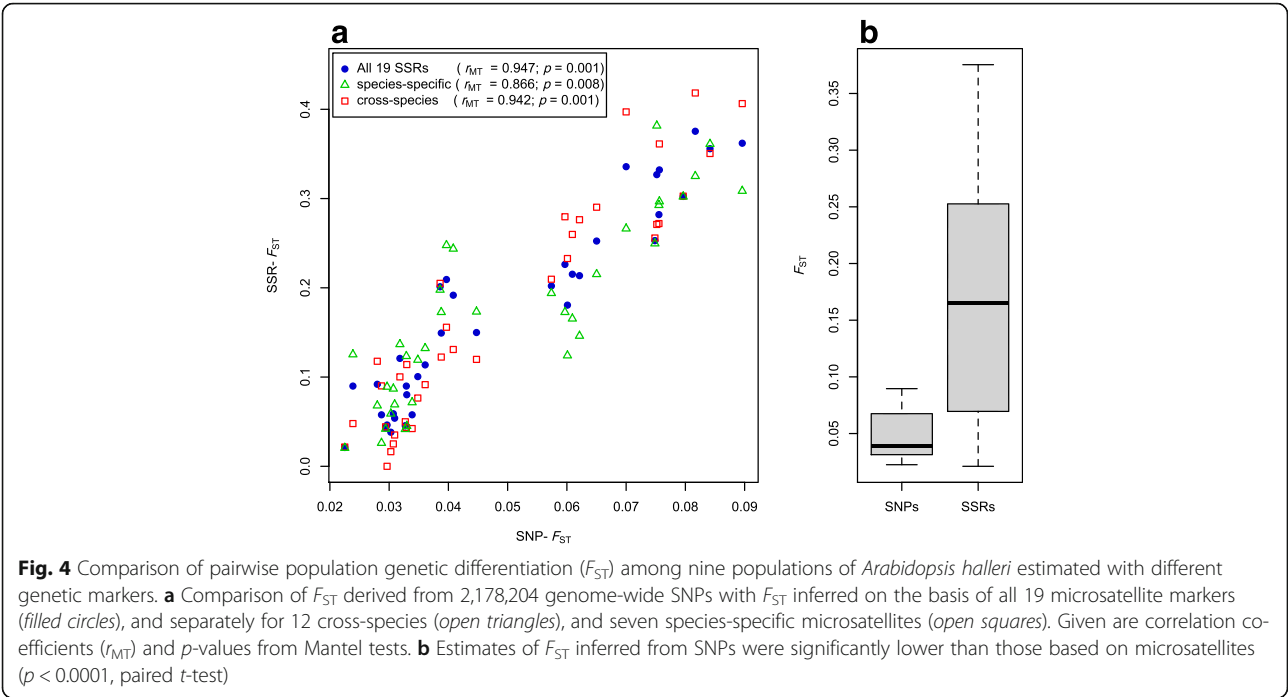 a
b
All 19 SSRs ( rMT = 0.947; p = 0.001)
species-specific ( rMT = 0.866; p = 0.008)
cross-species ( rMT = 0.942; p = 0.001)
SSR- FST
0.4
0.3
0.2
0.1
0.0
0.02 0.03 0.04 0.05 0.06 0.07 0.08 0.09
SNP- FST
FST
0.35
0.30
0.25
0.20
0.15
0.10
0.05
SNPs SSRs
Fig. 4 Comparison of pairwise population genetic differentiation (FST) among nine populations of Arabidopsis halleri estimated with different
genetic markers. a Comparison of FST derived from 2,178,204 genome-wide SNPs with FST inferred on the basis of all 19 microsatellite markers
(filled circles), and separately for 12 cross-species (open triangles), and seven species-specific microsatellites (open squares). Given are correlation co-
efficients (rMT) and p-values from Mantel tests. b Estimates of FST inferred from SNPs were significantly lower than those based on microsatellites
(p < 0.0001, paired t-test)